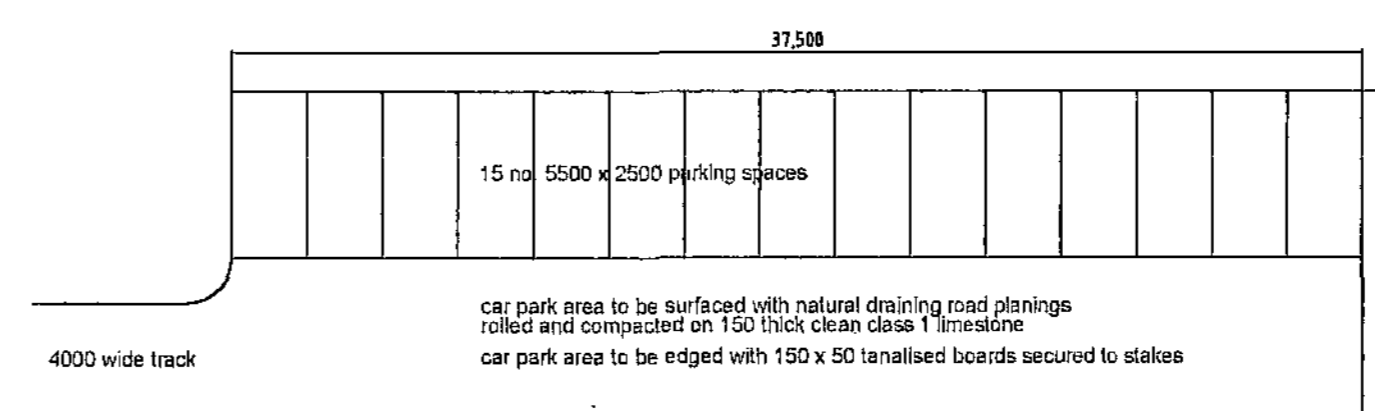 37,500
15 no. 5500 x 2500 parking spaces
car park area to be surfaced with natural draining road planings
rolled and compacted on 150 thick clean class 1 limestone
4000 wide track
car park area to be edged with 150 x 50 tanalised boards secured to stakes